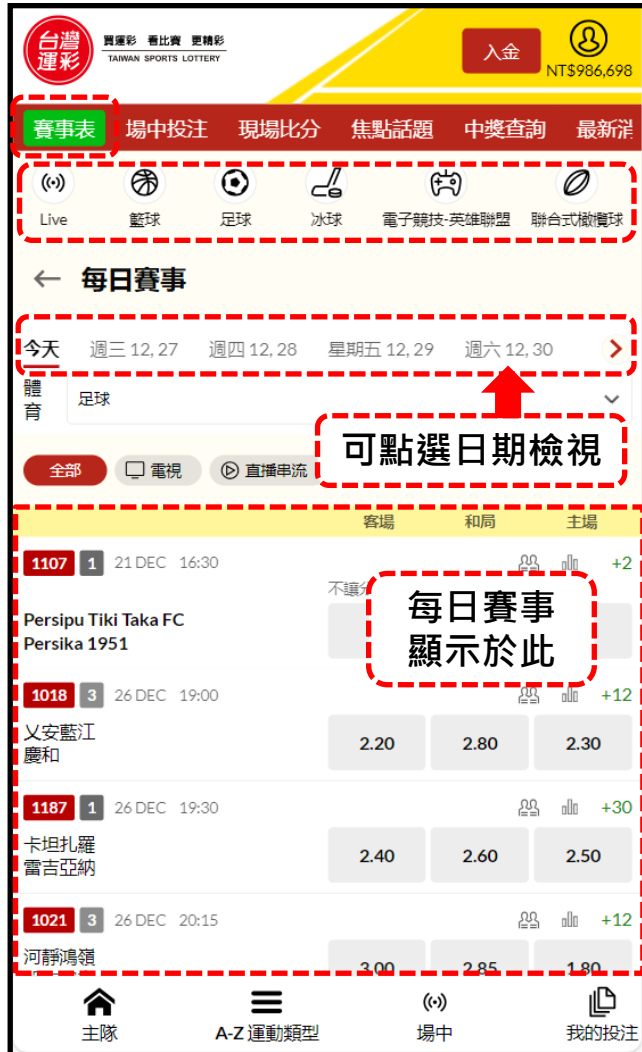 台灣
運彩
買運彩 看比賽 更精彩
TAIWAN SPORTS LOTTERY
入金
NT$986,698
賽事表 場中投注 現場比分 焦點話題 中獎查詢 最新消
Live 籃球 足球 冰球 電子競技-英雄聯盟 聯合式橄欖球
每日賽事
今天 週三 12, 27 週四 12, 28 星期五 12, 29 週六 12, 30
體育
足球
可點選日期檢視
全部 電視 直播串流
客場 和局 主場
1107 1 21 DEC 16:30 +2
不讓分
每日賽事
顯示於此
Persipu Tiki Taka FC
Persika 1951
1018 3 26 DEC 19:00 +12
乂安藍江
慶和
2.20 2.80 2.30
1187 1 26 DEC 19:30 +30
卡坦扎羅
雷吉亞納
2.40 2.60 2.50
1021 3 26 DEC 20:15 +12
河靜鴻嶺
3.00 2.85 1.80
主隊 A-Z 運動類型 場中 我的投注